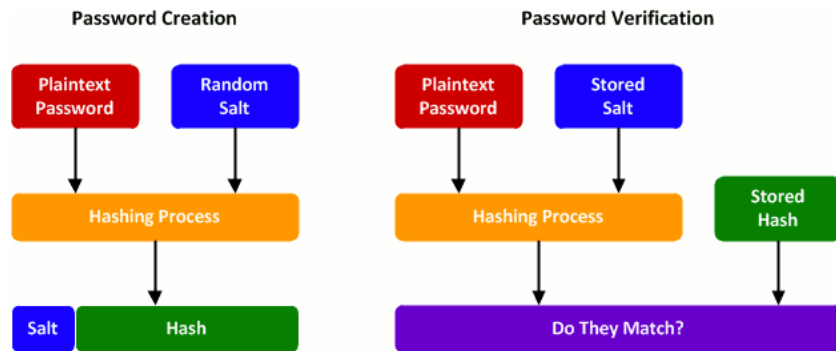 Password Creation
Plaintext
Password
Random
Salt
Hashing Process
Salt
Hash
Password Verification
Plaintext
Password
Stored
Salt
Hashing Process
Stored
Hash
Do They Match?